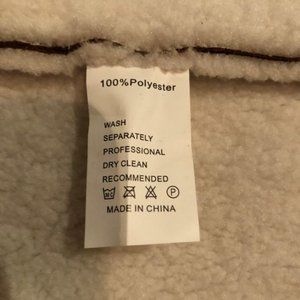 100%Polyester
WASH
SEPARATELY
PROFESSIONAL
DRY CLEAN
RECOMMENDED
P
MADE IN CHINA